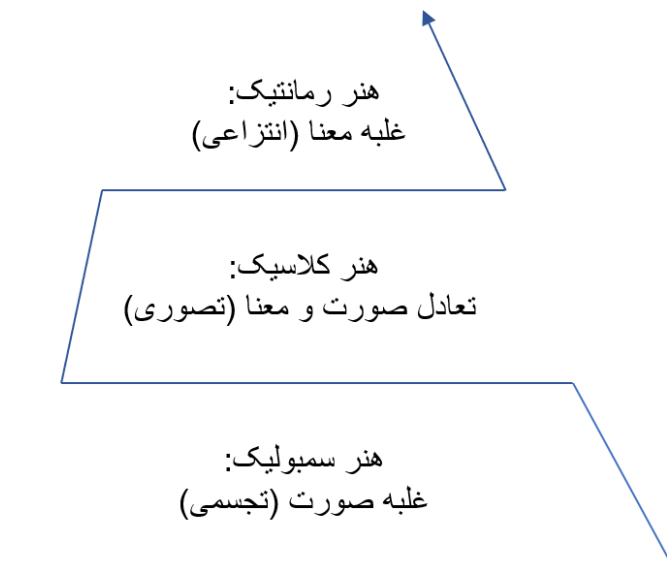 هنر رمانتیک:
غلبه معنا (انتزاعی)
هنر کلاسیک:
تعادل صورت و معنا (تصوری)
هنر سمبولیک:
غلبه صورت (تجسمی)